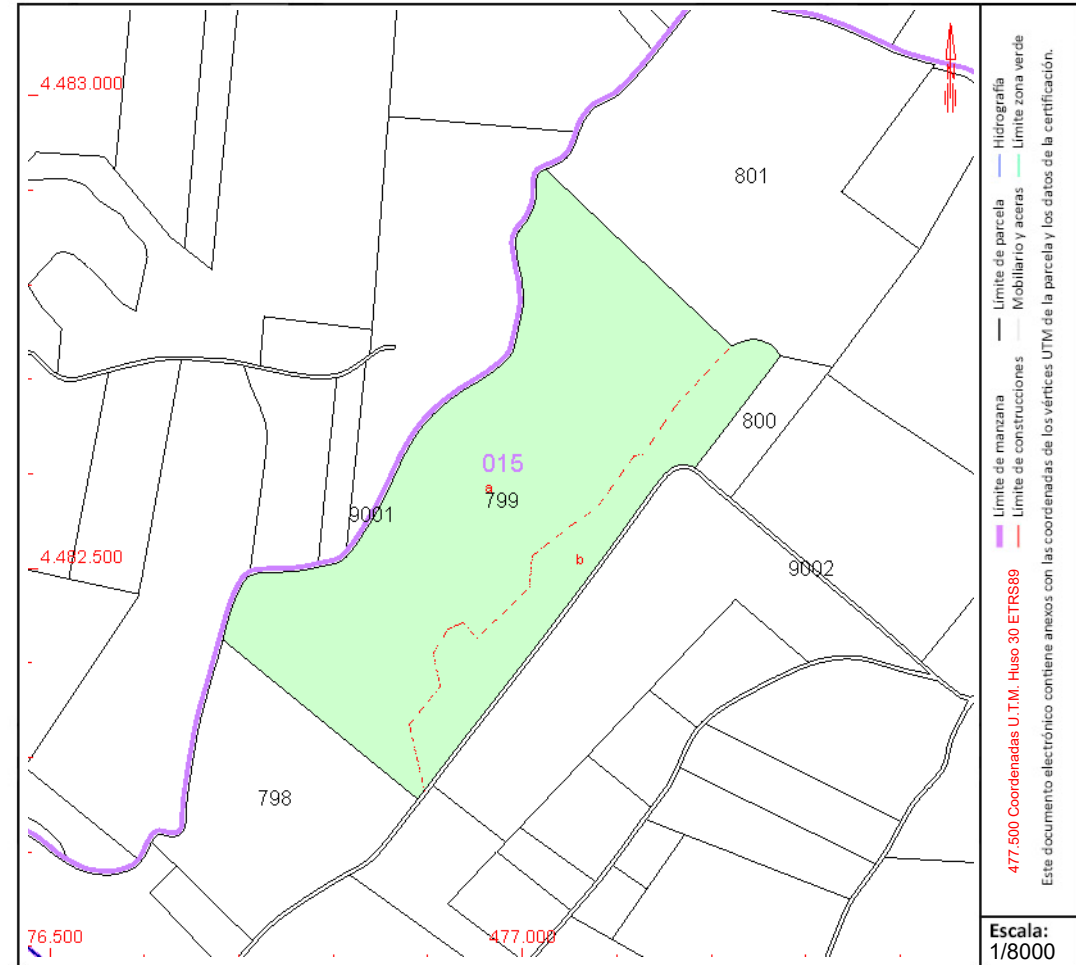 4.483.000
801
800
015
a
799
9001
4.482.500
b
9002
798
76.500
477.000
Límite de manzana
Límite de parcela
Hidrografía
477.500 Coordenadas U.T.M. Huso 30 ETRS89
Límite de construcciones
Mobiliario y aceras
Límite zona verde
Este documento electrónico contiene anexos con las coordenadas de los vértices UTM de la parcela y los datos de la certificación.
Escala:
1/8000